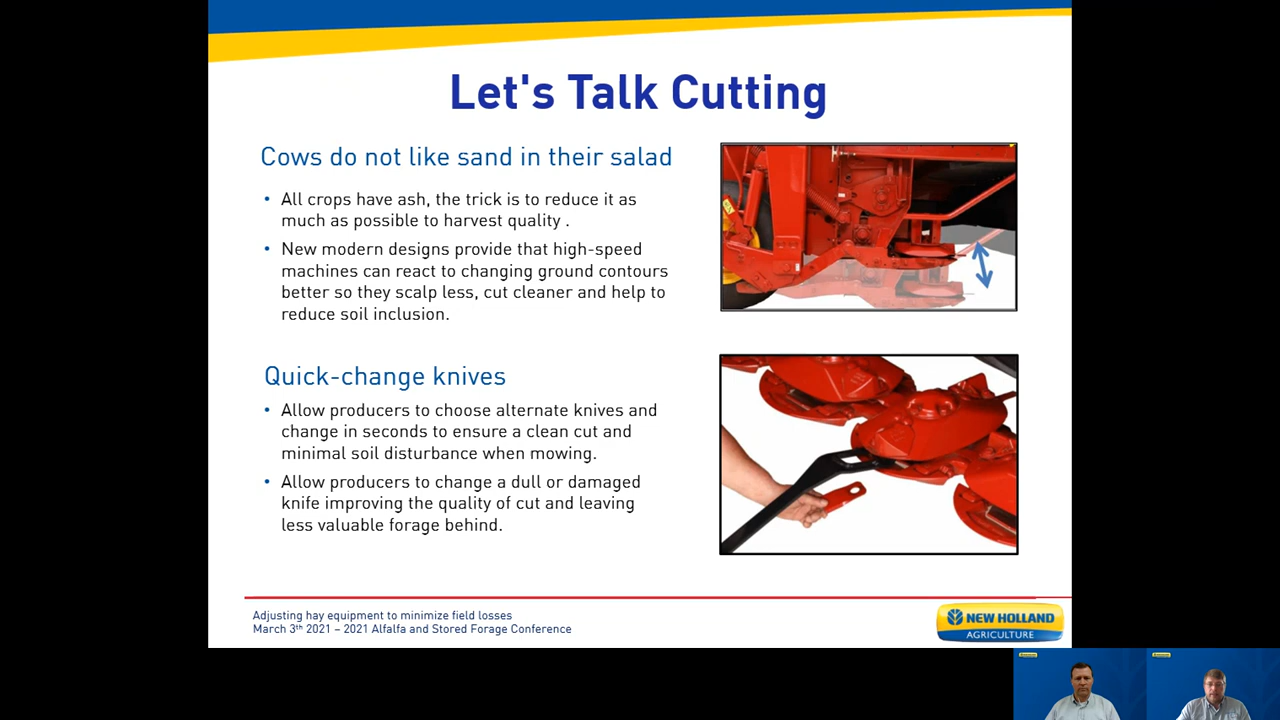 Let's Talk Cutting
Cows do not like sand in their salad
• All crops have ash, the trick is to reduce it as
much as possible to harvest quality .
• New modern designs provide that high-speed
machines can react to changing ground contours
better so they scalp less, cut cleaner and help to
reduce soil inclusion.
Quick-change knives
• Allow producers to choose alternate knives and
change in seconds to ensure a clean cut and
minimal soil disturbance when mowing.
• Allow producers to change a dull or damaged
knife improving the quality of cut and leaving
less valuable forage behind.
Adjusting hay equipment to minimize field losses
March 3th 2021 – 2021 Alfalfa and Stored Forage Conference
NEW HOLLAND
AGRICULTURE